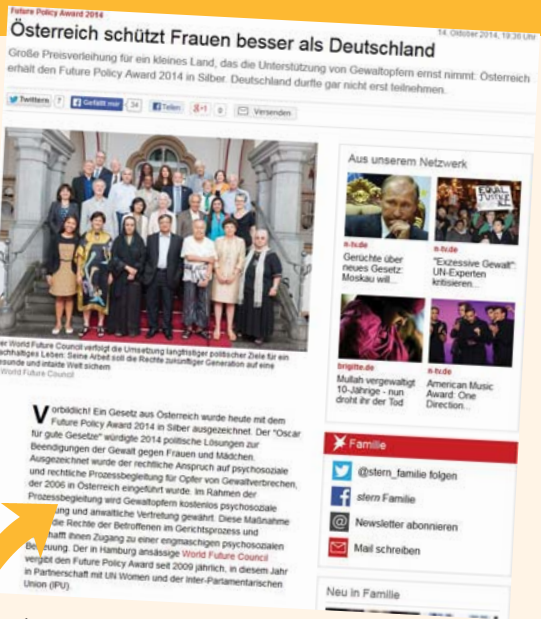 Future Policy Award 2014
14. Oktober 2014, 19:36 Uhr
Österreich schützt Frauen besser als Deutschland
Große Preisverleihung für ein kleines Land, das die Unterstützung von Gewaltopfern ernst nimmt: Österreich
erhält den Future Policy Award 2014 in Silber. Deutschland durfte gar nicht erst teilnehmen.
Twittern 7 Gefällt mir 34 Teilen +1 0 Versenden
er World Future Council verfolgt die Umsetzung langfristiger politischer Ziele für ein
achhaltiges Leben: Seine Arbeit soll die Rechte zukünftiger Generation auf eine
sunde und intakte Welt sichern
World Future Council
Vorbildlich! Ein Gesetz aus Österreich wurde heute mit dem
Future Policy Award 2014 in Silber ausgezeichnet. Der "Oscar
für gute Gesetze" würdigte 2014 politische Lösungen zur
Beendigungen der Gewalt gegen Frauen und Mädchen.
Ausgezeichnet wurde der rechtliche Anspruch auf psychosoziale
und rechtliche Prozessbegleitung für Opfer von Gewaltverbrechen,
der 2006 in Österreich eingeführt wurde. Im Rahmen der
Prozessbegleitung wird Gewaltopfern kostenlos psychosoziale
ung und anwaltliche Vertretung gewährt. Diese Maßnahme
die Rechte der Betroffenen im Gerichtsprozess und
hafft ihnen Zugang zu einer engmaschigen psychosozialen
Betreuung. Der in Hamburg ansässige World Future Council
vergibt den Future Policy Award seit 2009 jährlich, in diesem Jahr
in Partnerschaft mit UN Women und der Inter-Parlamentarischen
Union (IPU).
Aus unserem Netzwerk
n-tv.de
Gerüchte über
neues Gesetz:
Moskau will...
EQUAL
JUSTICE
n-tv.de
"Exzessive Gewalt":
UN-Experten
kritisieren...
brigitte.de
Mullah vergewaltigt
10-Jährige - nun
droht ihr der Tod
n-tv.de
American Music
Award: One
Direction...
Familie
@stern_familie folgen
stern Familie
Newsletter abonnieren
Mail schreiben
Neu in Familie